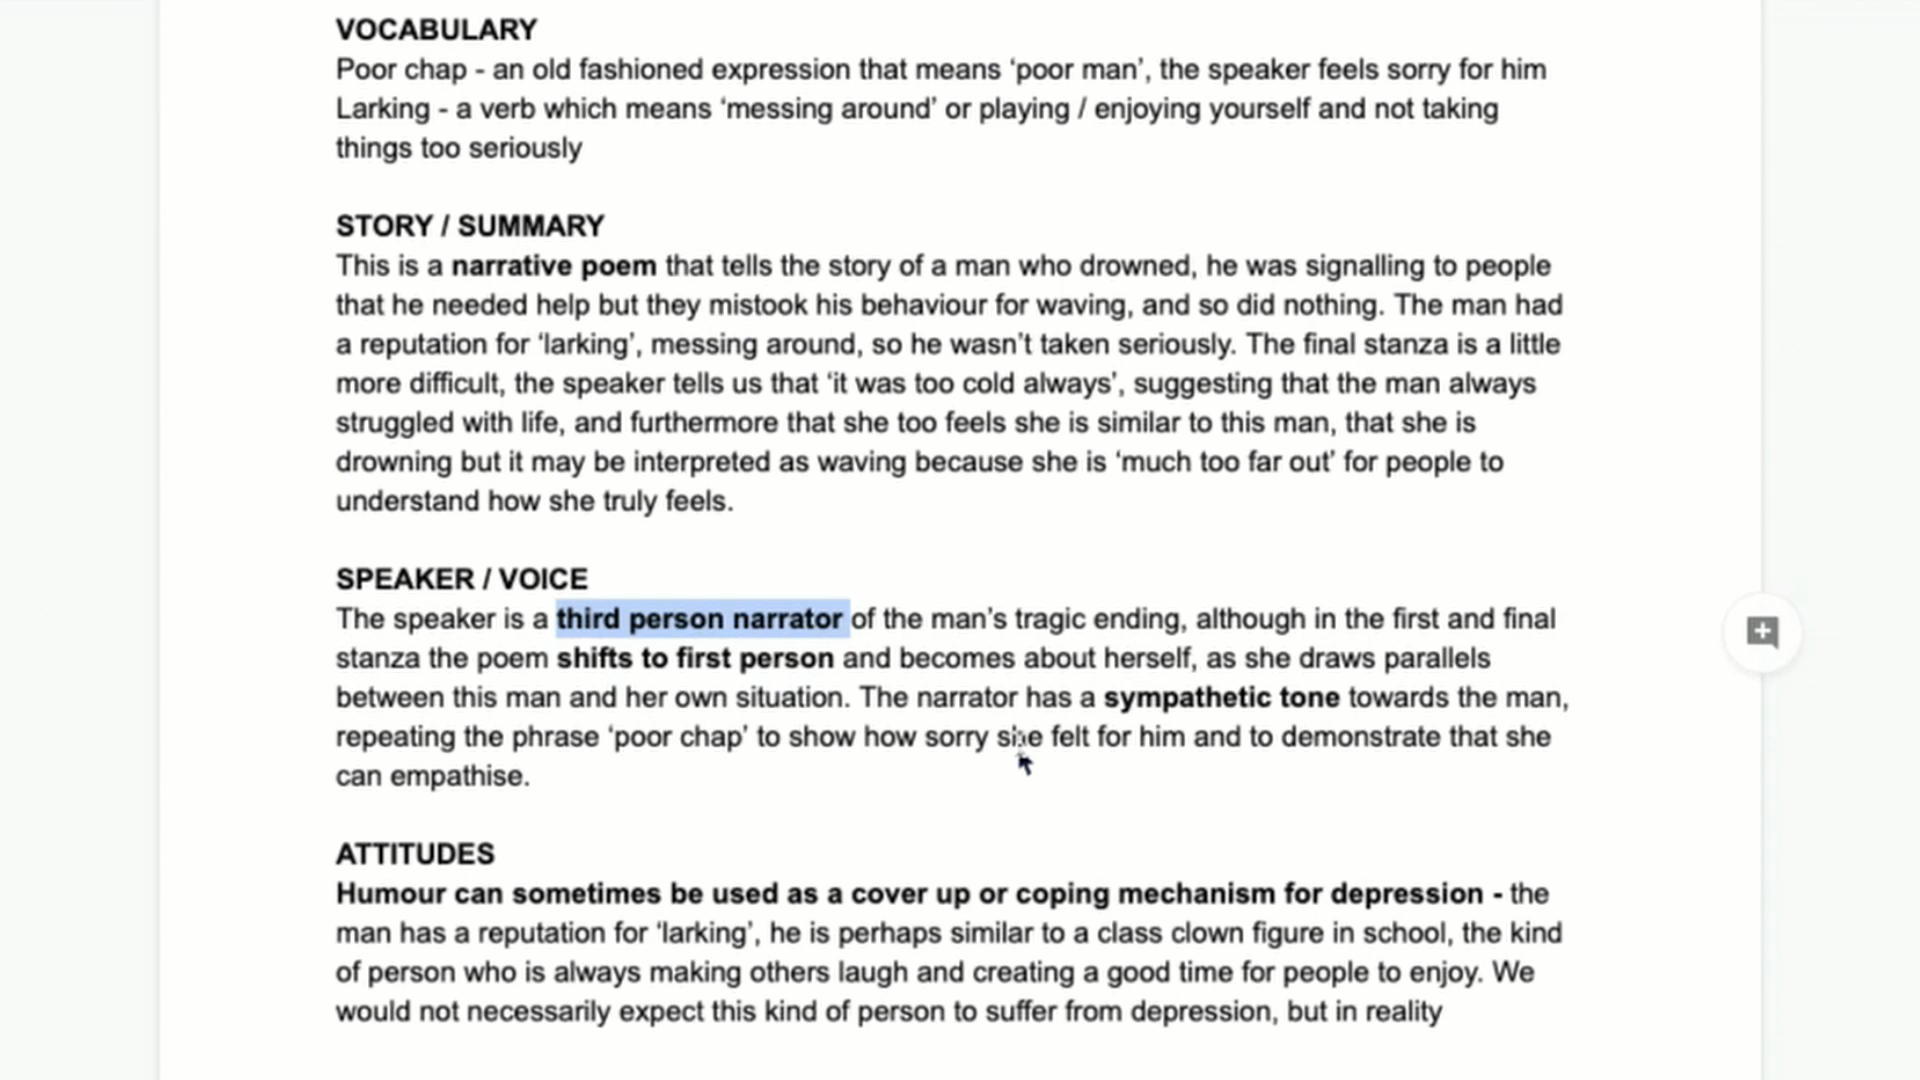 VOCABULARY
Poor chap - an old fashioned expression that means ‘poor man’, the speaker feels sorry for him
Larking - a verb which means ‘messing around’ or playing / enjoying yourself and not taking
things too seriously
STORY / SUMMARY
This is a narrative poem that tells the story of a man who drowned, he was signalling to people
that he needed help but they mistook his behaviour for waving, and so did nothing. The man had
a reputation for ‘larking’, messing around, so he wasn’t taken seriously. The final stanza is a little
more difficult, the speaker tells us that ‘it was too cold always’, suggesting that the man always
struggled with life, and furthermore that she too feels she is similar to this man, that she is
drowning but it may be interpreted as waving because she is ‘much too far out’ for people to
understand how she truly feels.
SPEAKER / VOICE
The speaker is a third person narrator of the man’s tragic ending, although in the first and final
stanza the poem shifts to first person and becomes about herself, as she draws parallels
between this man and her own situation. The narrator has a sympathetic tone towards the man,
repeating the phrase ‘poor chap’ to show how sorry she felt for him and to demonstrate that she
can empathise.
ATTITUDES
Humour can sometimes be used as a cover up or coping mechanism for depression - the
man has a reputation for ‘larking’, he is perhaps similar to a class clown figure in school, the kind
of person who is always making others laugh and creating a good time for people to enjoy. We
would not necessarily expect this kind of person to suffer from depression, but in reality